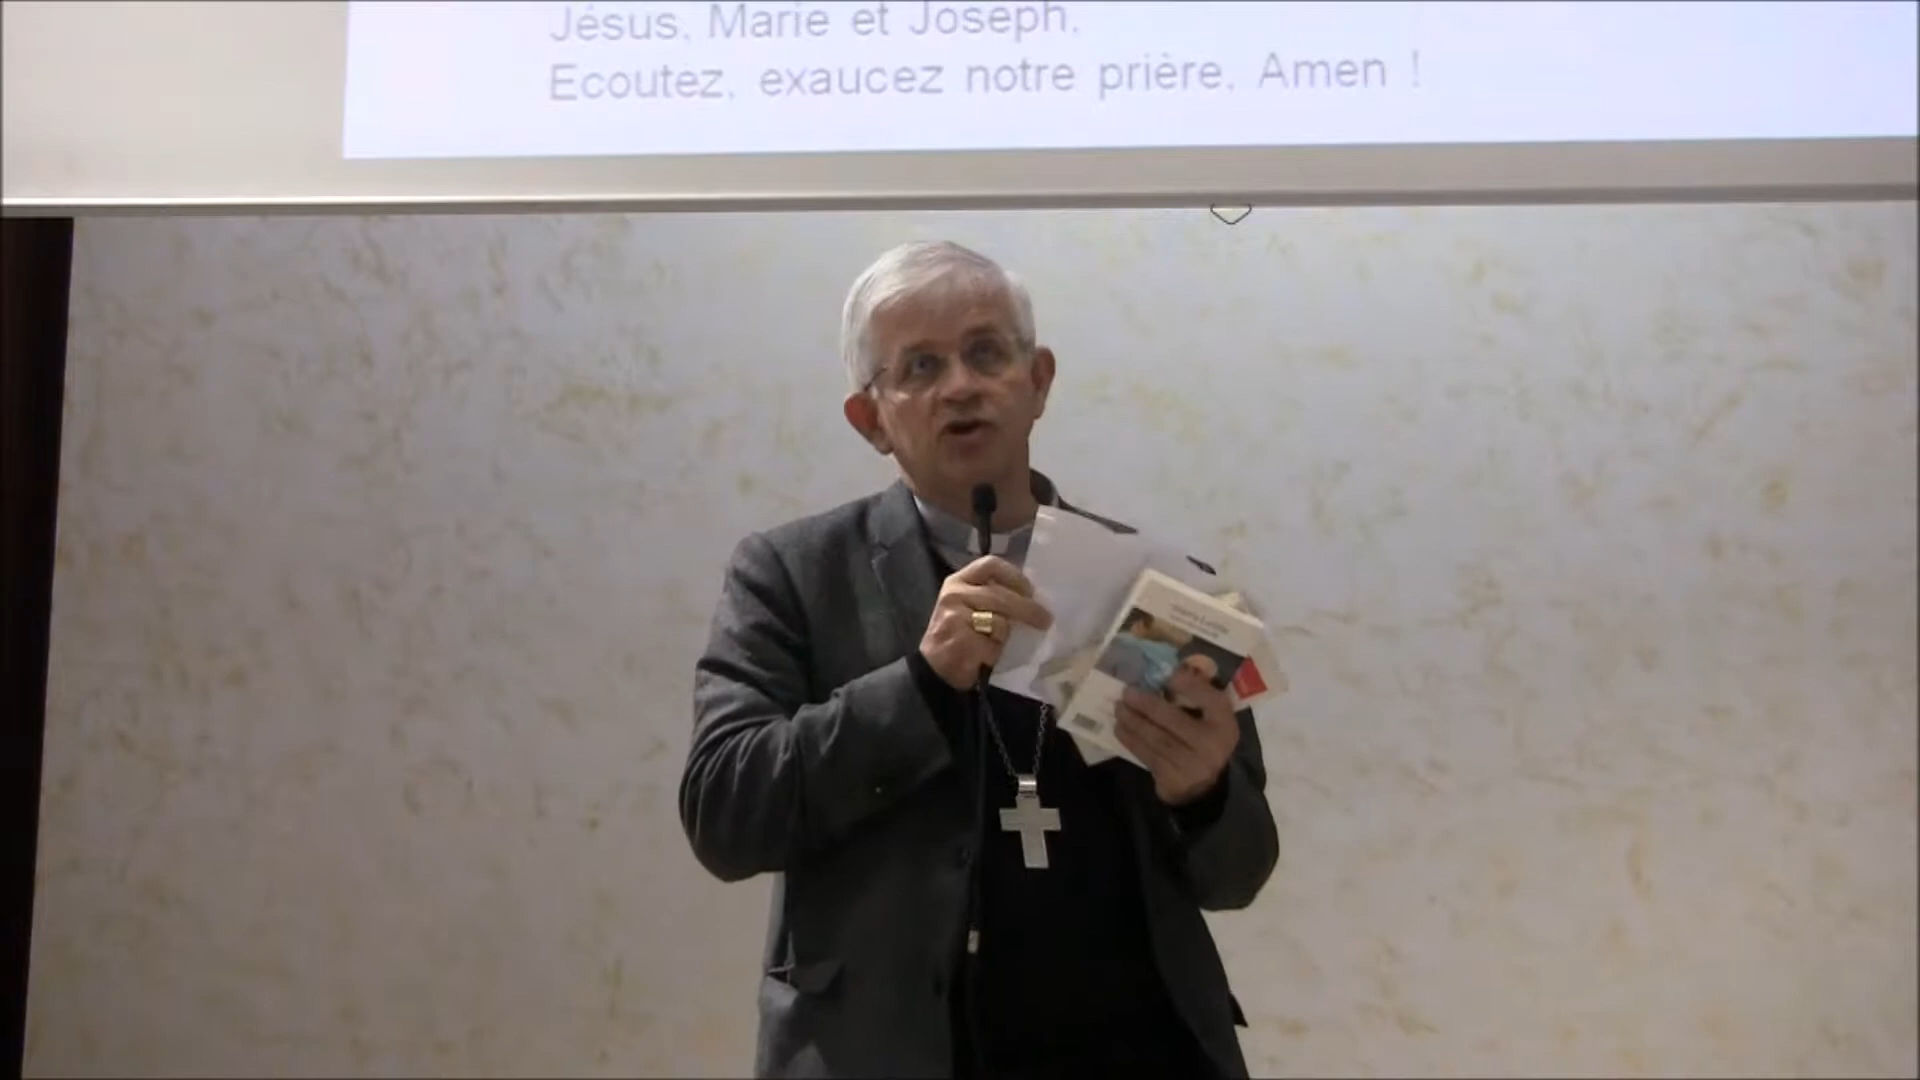 Jésus, Marie et Joseph,
Ecoutez, exaucez notre prière, Amen !